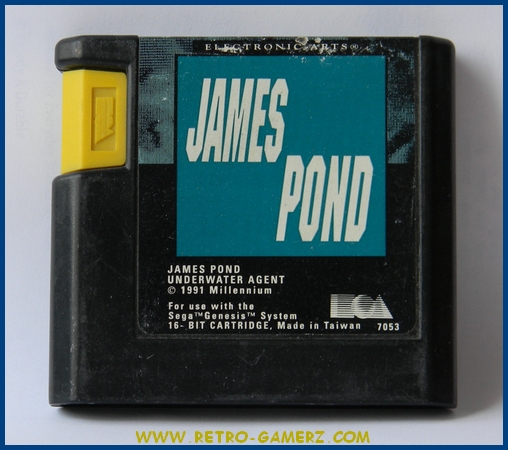 ELECTRONIC ARTS®
JAMES
POND
JAMES POND
UNDERWATER AGENT
© 1991 Millennium
For use with the
Sega™Genesis™ System
16- BIT CARTRIDGE, Made in Taiwan 7053
EA
WWW.RETRO-GAMERZ.COM